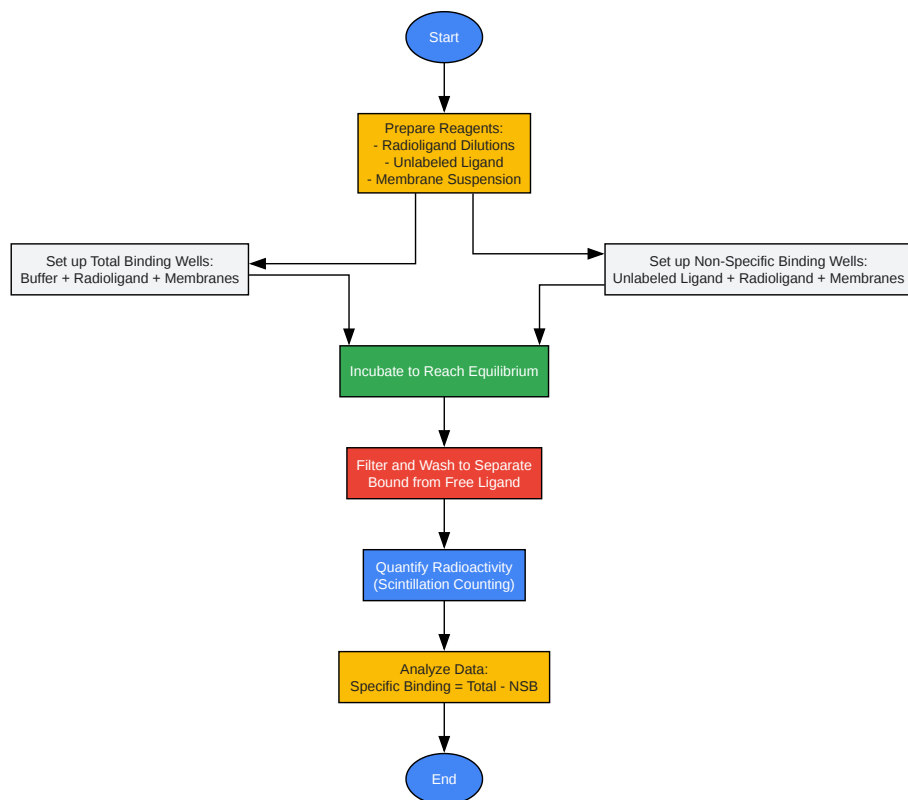 Start
Prepare Reagents:
- Radioligand Dilutions
- Unlabeled Ligand
- Membrane Suspension
Set up Total Binding Wells:
Buffer + Radioligand + Membranes
Set up Non-Specific Binding Wells:
Unlabeled Ligand + Radioligand + Membranes
Incubate to Reach Equilibrium
Filter and Wash to Separate
Bound from Free Ligand
Quantify Radioactivity
(Scintillation Counting)
Analyze Data:
Specific Binding = Total - NSB
End